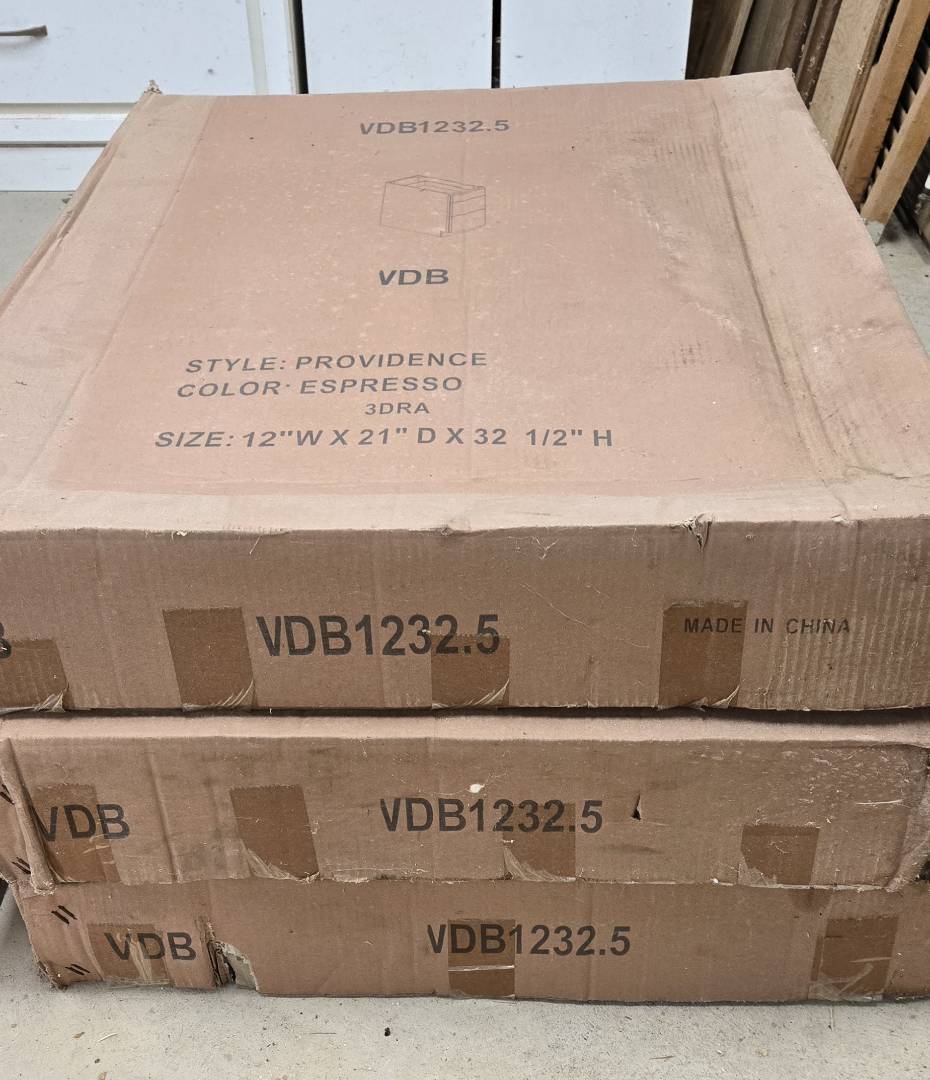 VDB1232.5
VDB
STYLE: PROVIDENCE
COLOR: ESPRESSO
3DRA
SIZE: 12"W X 21" D X 32 1/2" H
VDB1232.5
MADE IN CHINA
VDB
VDB1232.5
VDB
VDB1232.5